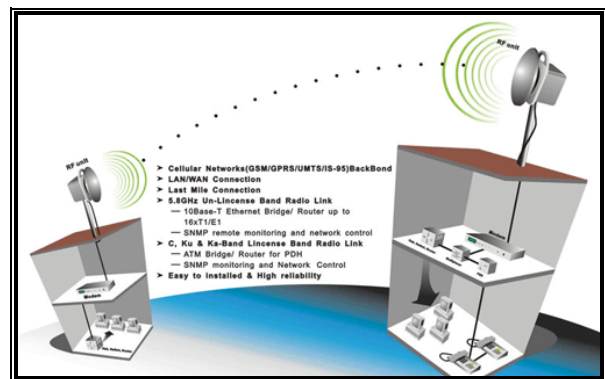 RF unit
RF unit
➤ Cellular Networks(GSM/GPRS/UMTS/IS-95)BackBond
➤ LAN/WAN Connection
➤ Last Mile Connection
➤ 5.8GHz Un-Lincense Band Radio Link
— 10Base-T Ethernet Bridge/ Router up to
16xT1/E1
— SNMP remote monitoring and network control
➤ C, Ku & Ka-Band Lincense Band Radio Link
— ATM Bridge/ Router for PDH
— SNMP monitoring and Network Control
➤ Easy to installed & High reliability
Modem
Modem